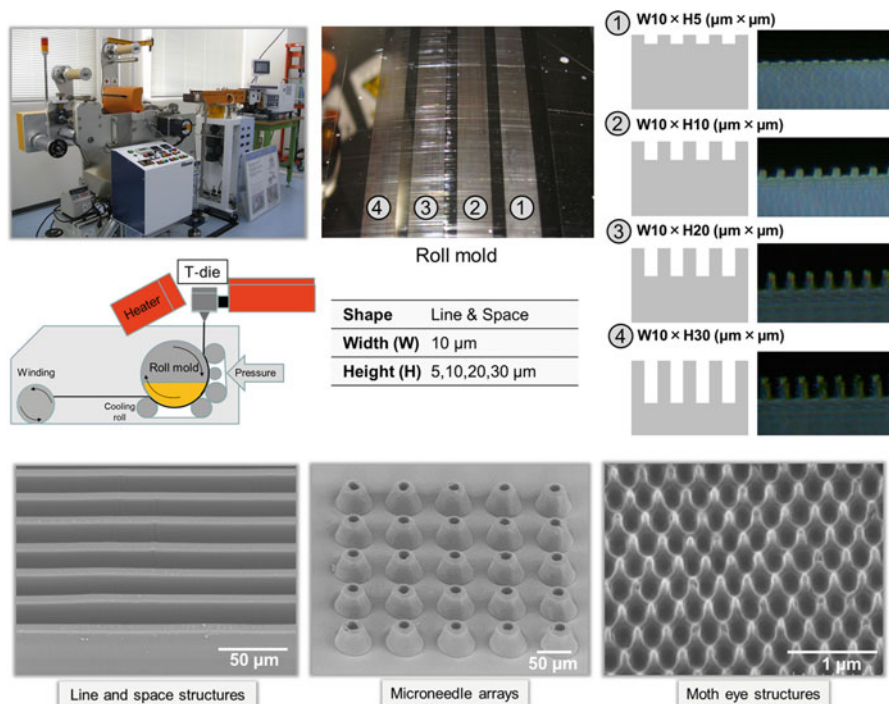 ① W10 × H5 (µm × µm)
② W10 × H10 (µm × µm)
③ W10 × H20 (µm × µm)
④ W10 × H30 (µm × µm)
④ ③ ② ①
Roll mold
T-die
Heater
Roll mold
Winding
Pressure
Cooling
roll
Shape Line & Space
Width (W) 10 µm
Height (H) 5,10,20,30 µm
50 µm
50 µm
1 µm
Line and space structures
Microneedle arrays
Moth eye structures